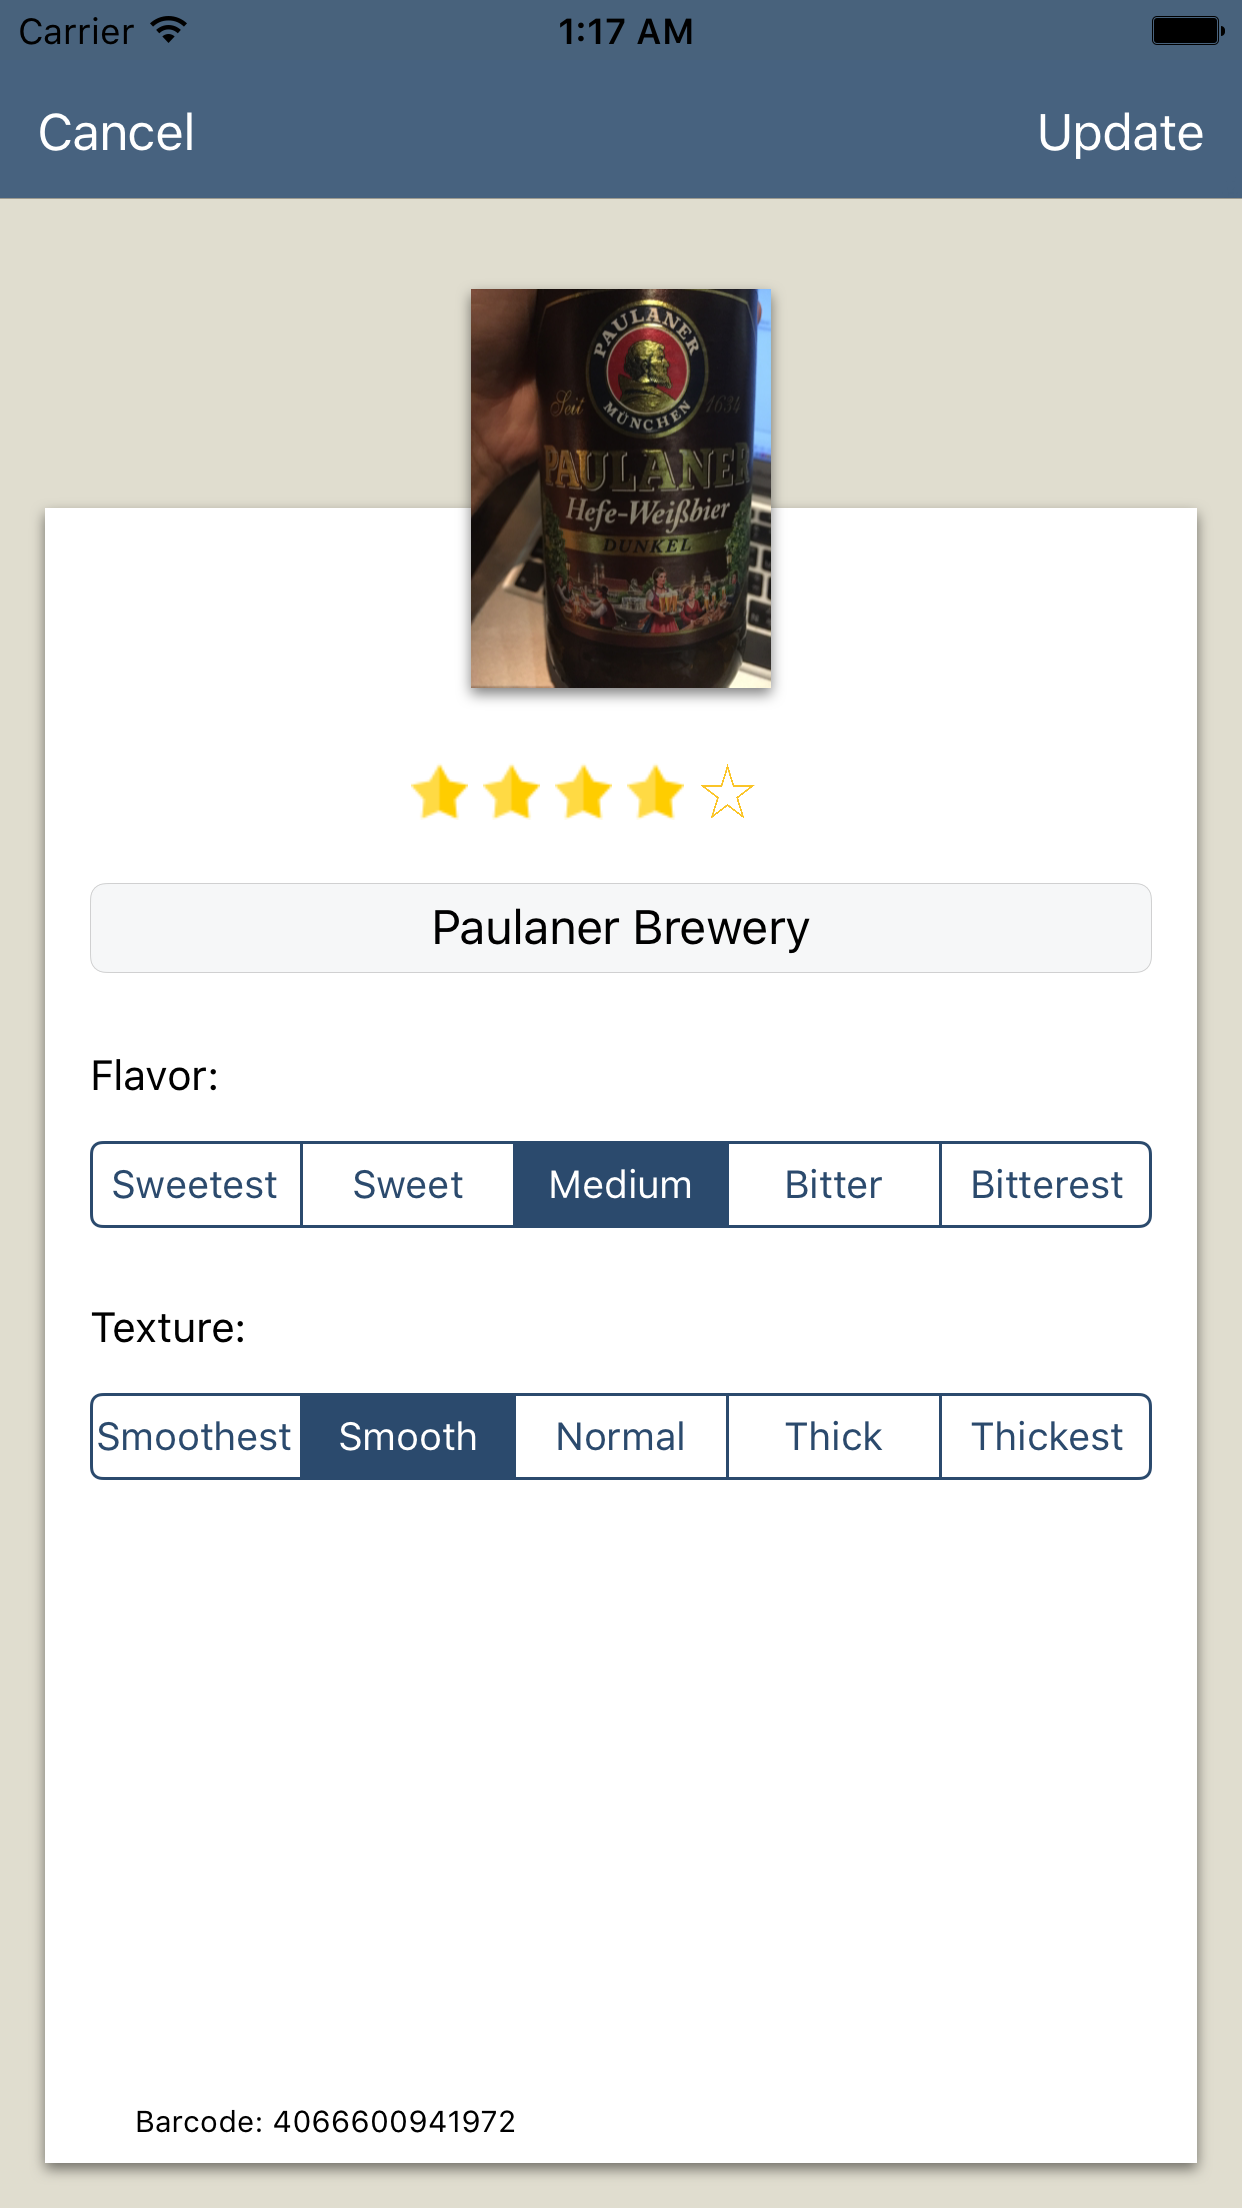 Carrier 1:17 AM
Cancel Update
PAULANER
MÜNCHEN
Seit 1634
PAULANER
Hefe-Weißbier
DUNKEL
Paulaner Brewery
Flavor:
Sweetest Sweet Medium Bitter Bitterest
Texture:
Smoothest Smooth Normal Thick Thickest
Barcode: 4066600941972